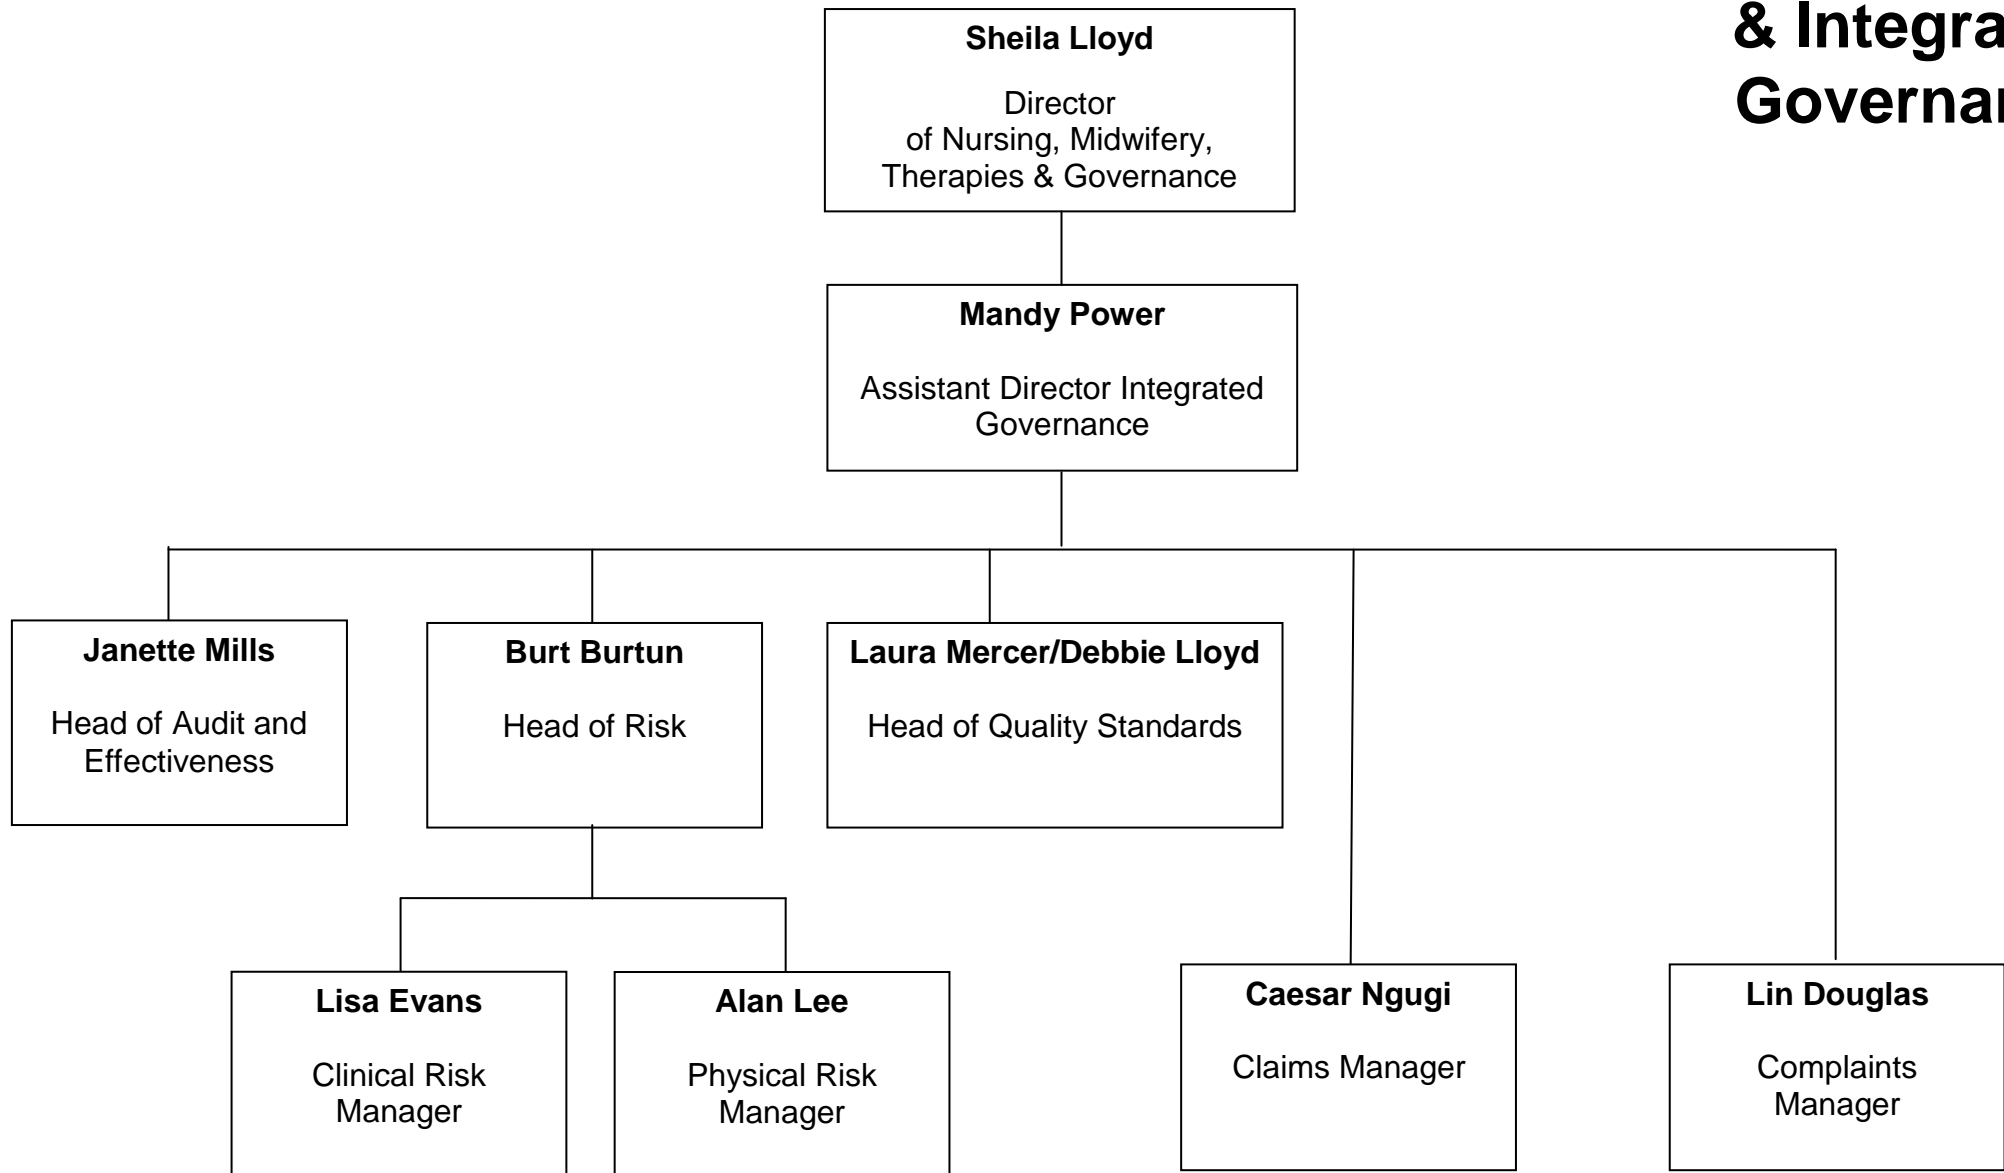 & Integra
Governa
Sheila Lloyd
Director
of Nursing, Midwifery,
Therapies & Governance
Mandy Power
Assistant Director Integrated
Governance
Janette Mills
Head of Audit and
Effectiveness
Burt Burtun
Head of Risk
Laura Mercer/Debbie Lloyd
Head of Quality Standards
Lisa Evans
Clinical Risk
Manager
Alan Lee
Physical Risk
Manager
Caesar Ngugi
Claims Manager
Lin Douglas
Complaints
Manager